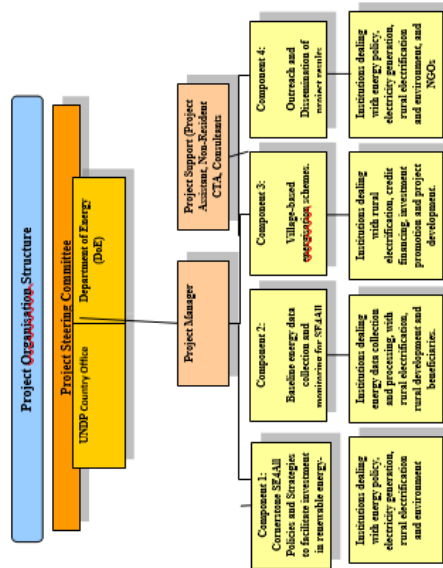 Project Organisation Structure
Project Steering Committee
UNDP Country Office
Department of Energy
(DoE)
Project Manager
Project Support (Project
Assistant, Non-Resident
CTA, Consultants
Component 1:
Cornerstone SE4All
Policies and Strategies
to facilitate investment
in renewable energy-
Component 2:
Baseline energy data
collection and
monitoring for SE4All
Component 3:
Village-based
schemes.
Component 4:
Outreach and
Dissemination of
project results
Institutions dealing
with energy policy,
electricity generation,
rural electrification
and environment
Institutions dealing
energy data collection
and processing, with
rural electrification,
rural development and
beneficiaries.
Institutions dealing
with rural
electrification, credit
financing, investment
promotion and project
development.
Institutions dealing
with energy policy,
electricity generation,
rural electrification
and environment, and
NGOs